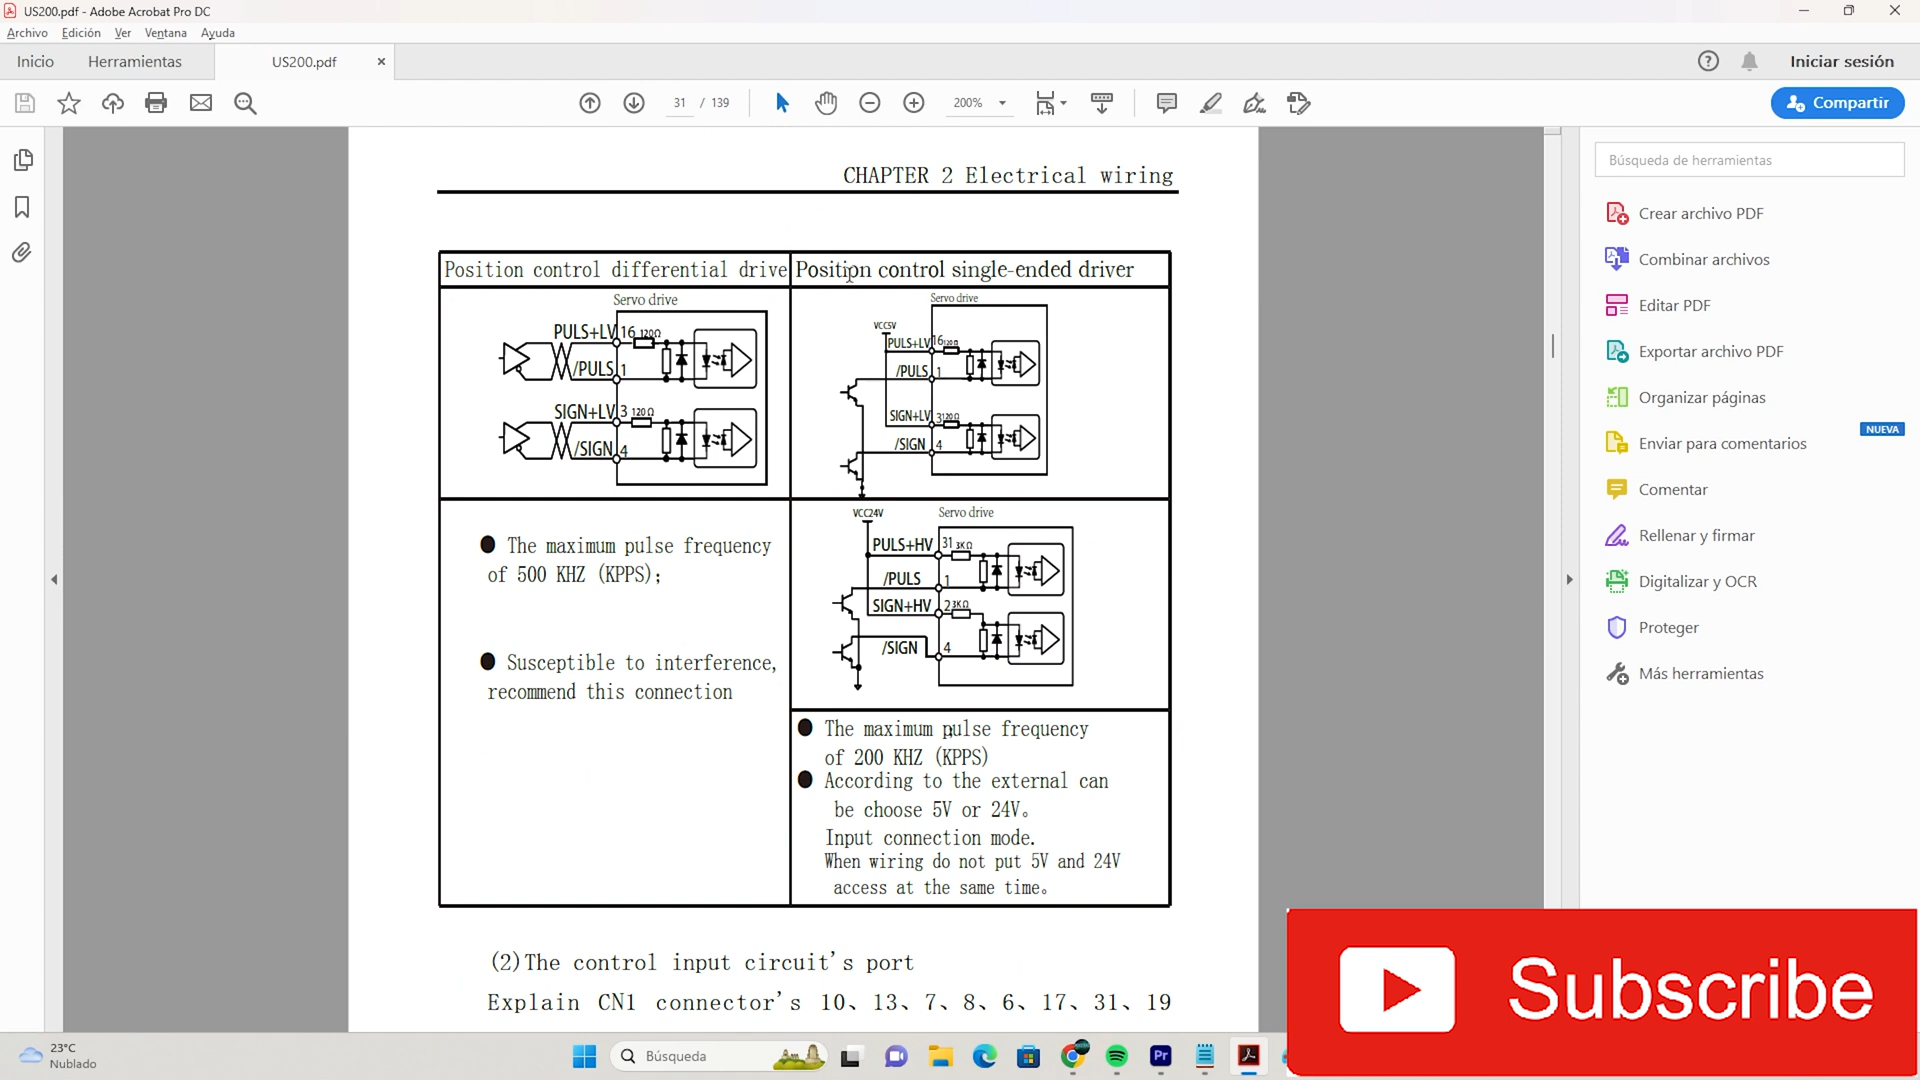 US200.pdf - Adobe Acrobat Pro DC
Archivo Edición Ver Ventana Ayuda
Inicio Herramientas US200.pdf Iniciar sesión
31 / 139 200% Compartir
CHAPTER 2 Electrical wiring
Position control differential drive
Servo drive
PULS+LV 16 120Ω
/PULS 1
SIGN+LV 3 120Ω
/SIGN 4
● The maximum pulse frequency
of 500 KHZ (KPPS);
● Susceptible to interference,
recommend this connection
Position control single-ended driver
Servo drive
VCC5V
PULS+LV 16 120Ω
/PULS 1
SIGN+LV 3 120Ω
/SIGN 4
VCC24V Servo drive
PULS+HV 31 3KΩ
/PULS 1
SIGN+HV 2 3KΩ
/SIGN 4
● The maximum pulse frequency
of 200 KHZ (KPPS)
● According to the external can
be choose 5V or 24V。
Input connection mode.
When wiring do not put 5V and 24V
access at the same time。
(2)The control input circuit's port
Explain CN1 connector's 10、13、7、8、6、17、31、19
Búsqueda de herramientas
Crear archivo PDF
Combinar archivos
Editar PDF
Exportar archivo PDF
Organizar páginas
NUEVA
Enviar para comentarios
Comentar
Rellenar y firmar
Digitalizar y OCR
Proteger
Más herramientas
Subscribe
23°C
Nublado
Búsqueda
Pr